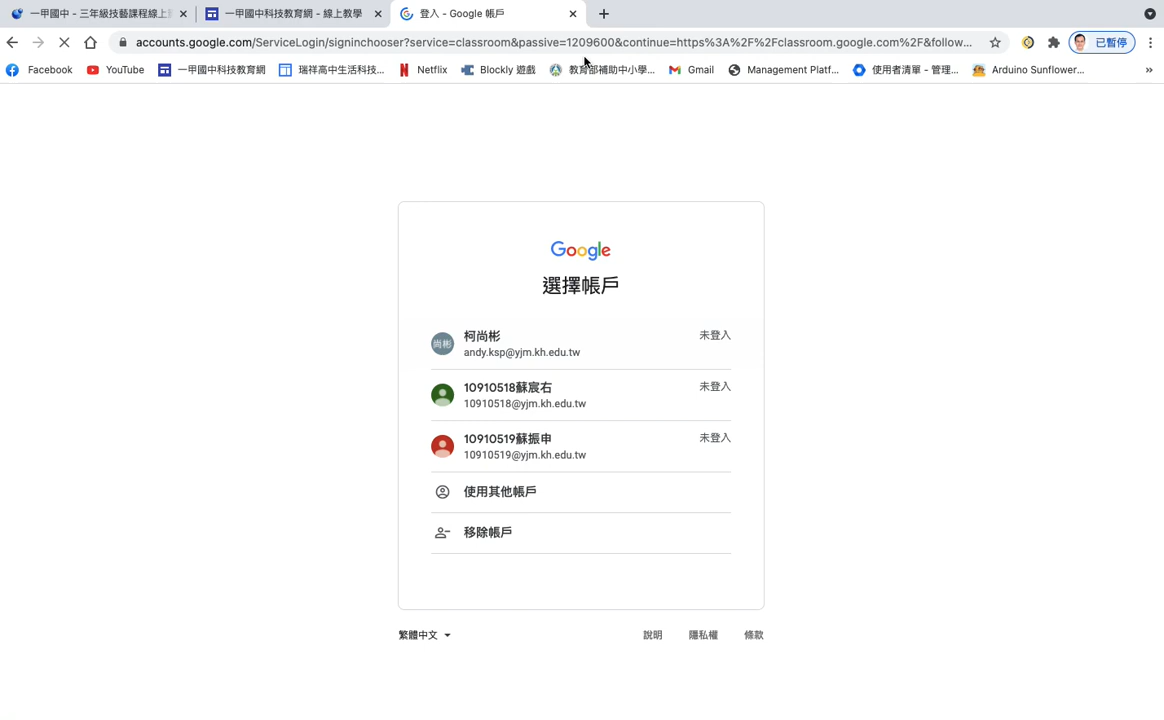 一甲國中 - 三年級技藝課程線上
一甲國中科技教育網 - 線上教學
登入 - Google 帳戶
accounts.google.com/ServiceLogin/signinchooser?service=classroom&passive=1209600&continue=https%3A%2F%2Fclassroom.google.com%2F&follow...
已暫停
Facebook
YouTube
一甲國中科技教育網
瑞祥高中生活科技...
Netflix
Blockly 遊戲
教育部補助中小學...
Gmail
Management Platf...
使用者清單 - 管理...
Arduino Sunflower...
»
Google
選擇帳戶
尚彬
柯尚彬
未登入
andy.ksp@yjm.kh.edu.tw
10910518蘇宸右
未登入
10910518@yjm.kh.edu.tw
10910519蘇振申
未登入
10910519@yjm.kh.edu.tw
使用其他帳戶
移除帳戶
繁體中文
說明
隱私權
條款